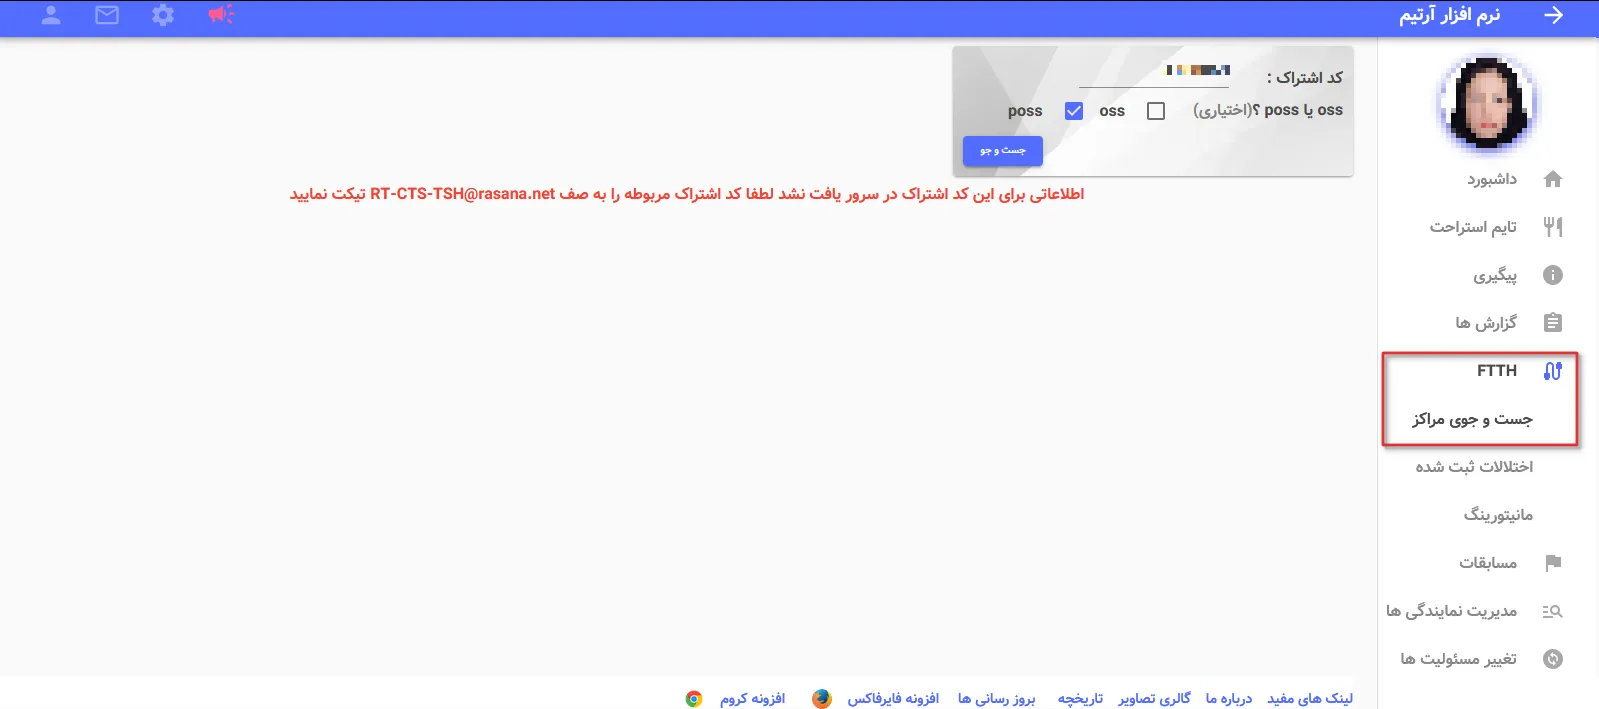 نرم افزار آرتیم
کد اشتراک :
oss یا poss ؟(اختیاری) oss poss
جست و جو
اطلاعاتی برای این کد اشتراک در سرور یافت نشد لطفا کد اشتراک مربوطه را به صف RT-CTS-TSH@rasana.net تیکت نمایید
داشبورد
تایم استراحت
پیگیری
گزارش ها
FTTH
جست و جوی مراکز
اختلالات ثبت شده
مانیتورینگ
مسابقات
مدیریت نمایندگی ها
تغییر مسئولیت ها
لینک های مفید درباره ما گالری تصاویر تاریخچه بروز رسانی ها افزونه فایرفاکس افزونه کروم